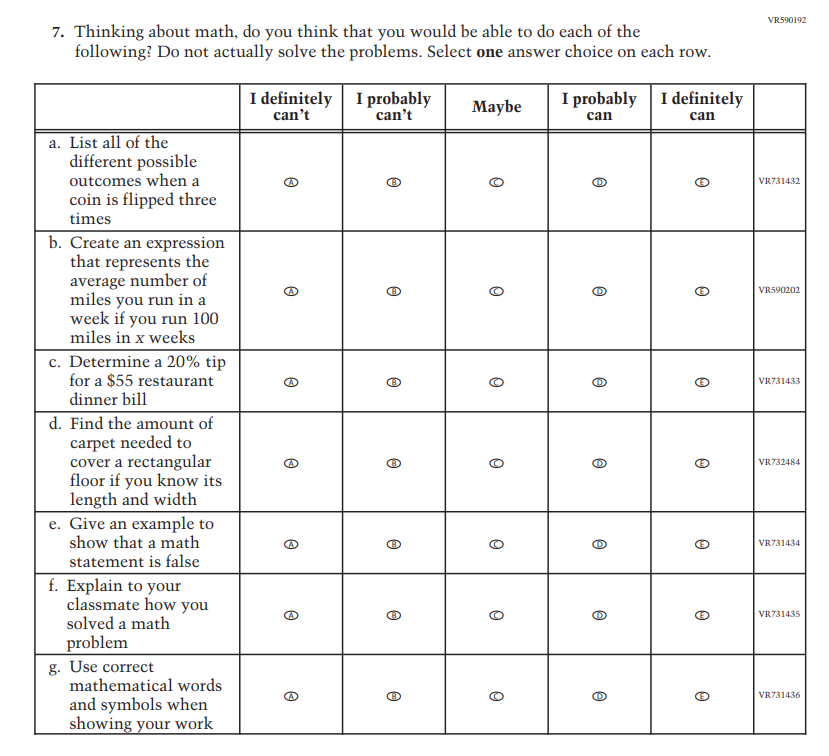 VR590192
7. Thinking about math, do you think that you would be able to do each of the
following? Do not actually solve the problems. Select one answer choice on each row.
I definitely can't I probably can't Maybe I probably can I definitely can
a. List all of the
different possible
outcomes when a
coin is flipped three
times
A B C D E VR731432
b. Create an expression
that represents the
average number of
miles you run in a
week if you run 100
miles in x weeks
A B C D E VR590202
c. Determine a 20% tip
for a $55 restaurant
dinner bill
A B C D E VR731433
d. Find the amount of
carpet needed to
cover a rectangular
floor if you know its
length and width
A B C D E VR732484
e. Give an example to
show that a math
statement is false
A B C D E VR731434
f. Explain to your
classmate how you
solved a math
problem
A B C D E VR731435
g. Use correct
mathematical words
and symbols when
showing your work
A B C D E VR731436